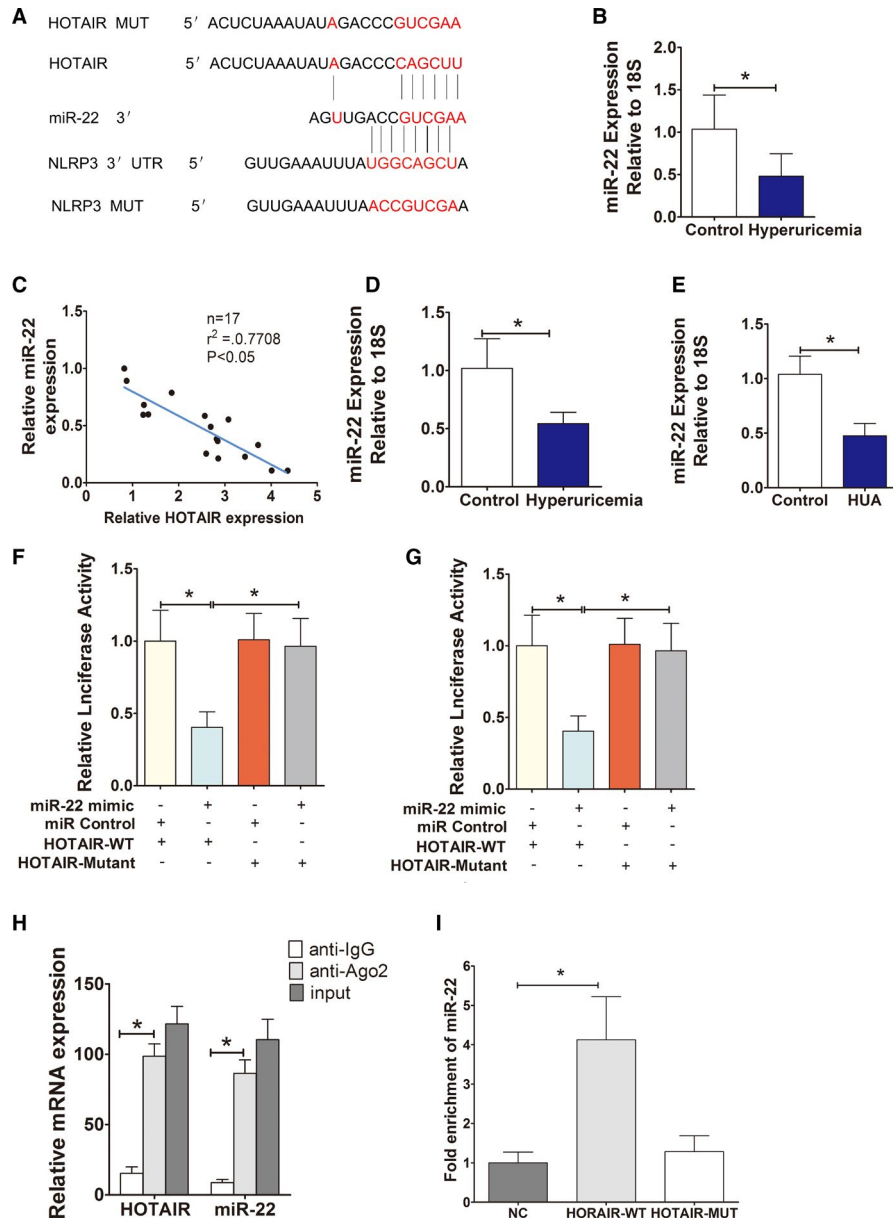 A
HOTAIR MUT 5′ ACUCUAAAUAUAGACCCGUCGAA
HOTAIR 5′ ACUCUAAAUAUAGACCCCAGCUU
miR-22 3′ AGUUGACCGUCGAA
NLRP3 3′ UTR 5′ GUUGAAAUUUAUGGCAGCUA
NLRP3 MUT 5′ GUUGAAAUUUAACCGUCGAA
B
miR-22 Expression
Relative to 18S
2.0
1.5
1.0
0.5
0.0
*
Control Hyperuricemia
C
Relative miR-22
expression
1.5
1.0
0.5
0.0
n=17
r² =.0.7708
P<0.05
0 1 2 3 4 5
Relative HOTAIR expression
D
miR-22 Expression
Relative to 18S
1.5
1.0
0.5
0.0
*
Control Hyperuricemia
E
miR-22 Expression
Relative to 18S
1.5
1.0
0.5
0.0
*
Control HUA
F
Relative Lnciferase Activity
1.5
1.0
0.5
0.0
* *
miR-22 mimic - + - +
miR Control + - + -
HOTAIR-WT + + - -
HOTAIR-Mutant - - + +
G
Relative Lnciferase Activity
1.5
1.0
0.5
0.0
* *
miR-22 mimic - + - +
miR Control + - + -
HOTAIR-WT + + - -
HOTAIR-Mutant - - + +
H
Relative mRNA expression
150
100
50
0
anti-IgG
anti-Ago2
input
* *
HOTAIR miR-22
I
Fold enrichment of miR-22
6
5
4
3
2
1
0
*
NC HORAIR-WT HOTAIR-MUT